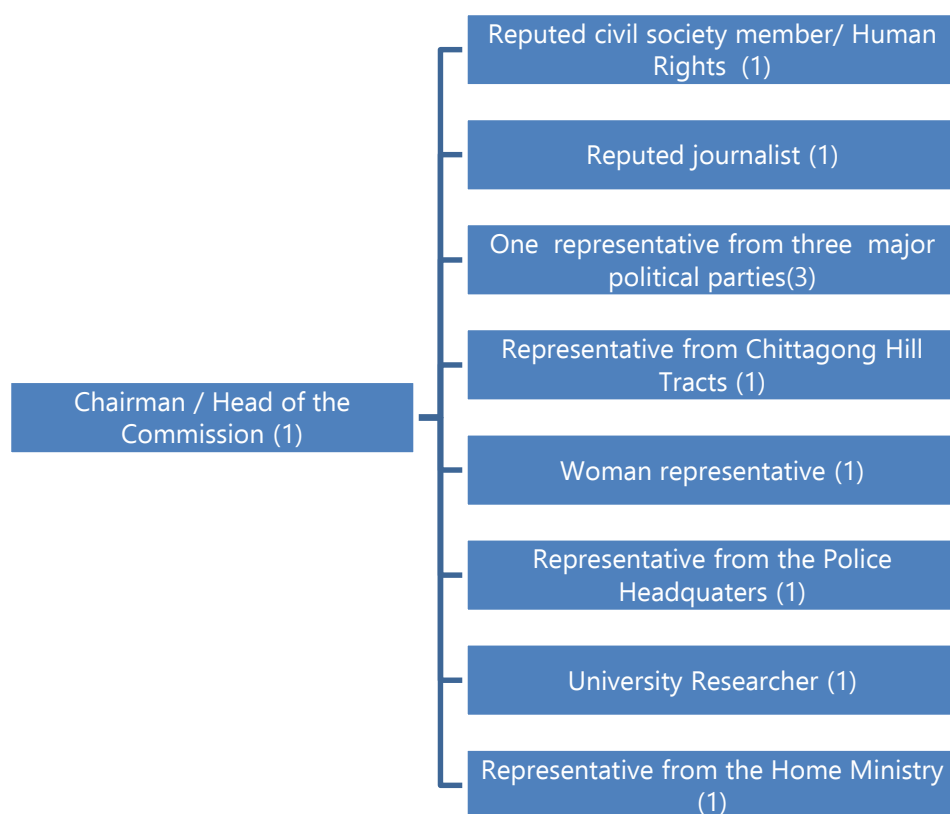 Reputed civil society member/ Human
Rights  (1)
Reputed journalist (1)
One  representative from three  major
political parties(3)
Representative from Chittagong Hill
Tracts (1)
Chairman / Head of the
Commission (1)
Woman representative (1)
Representative from the Police
Headquaters (1)
University Researcher (1)
Representative from the Home Ministry
(1)